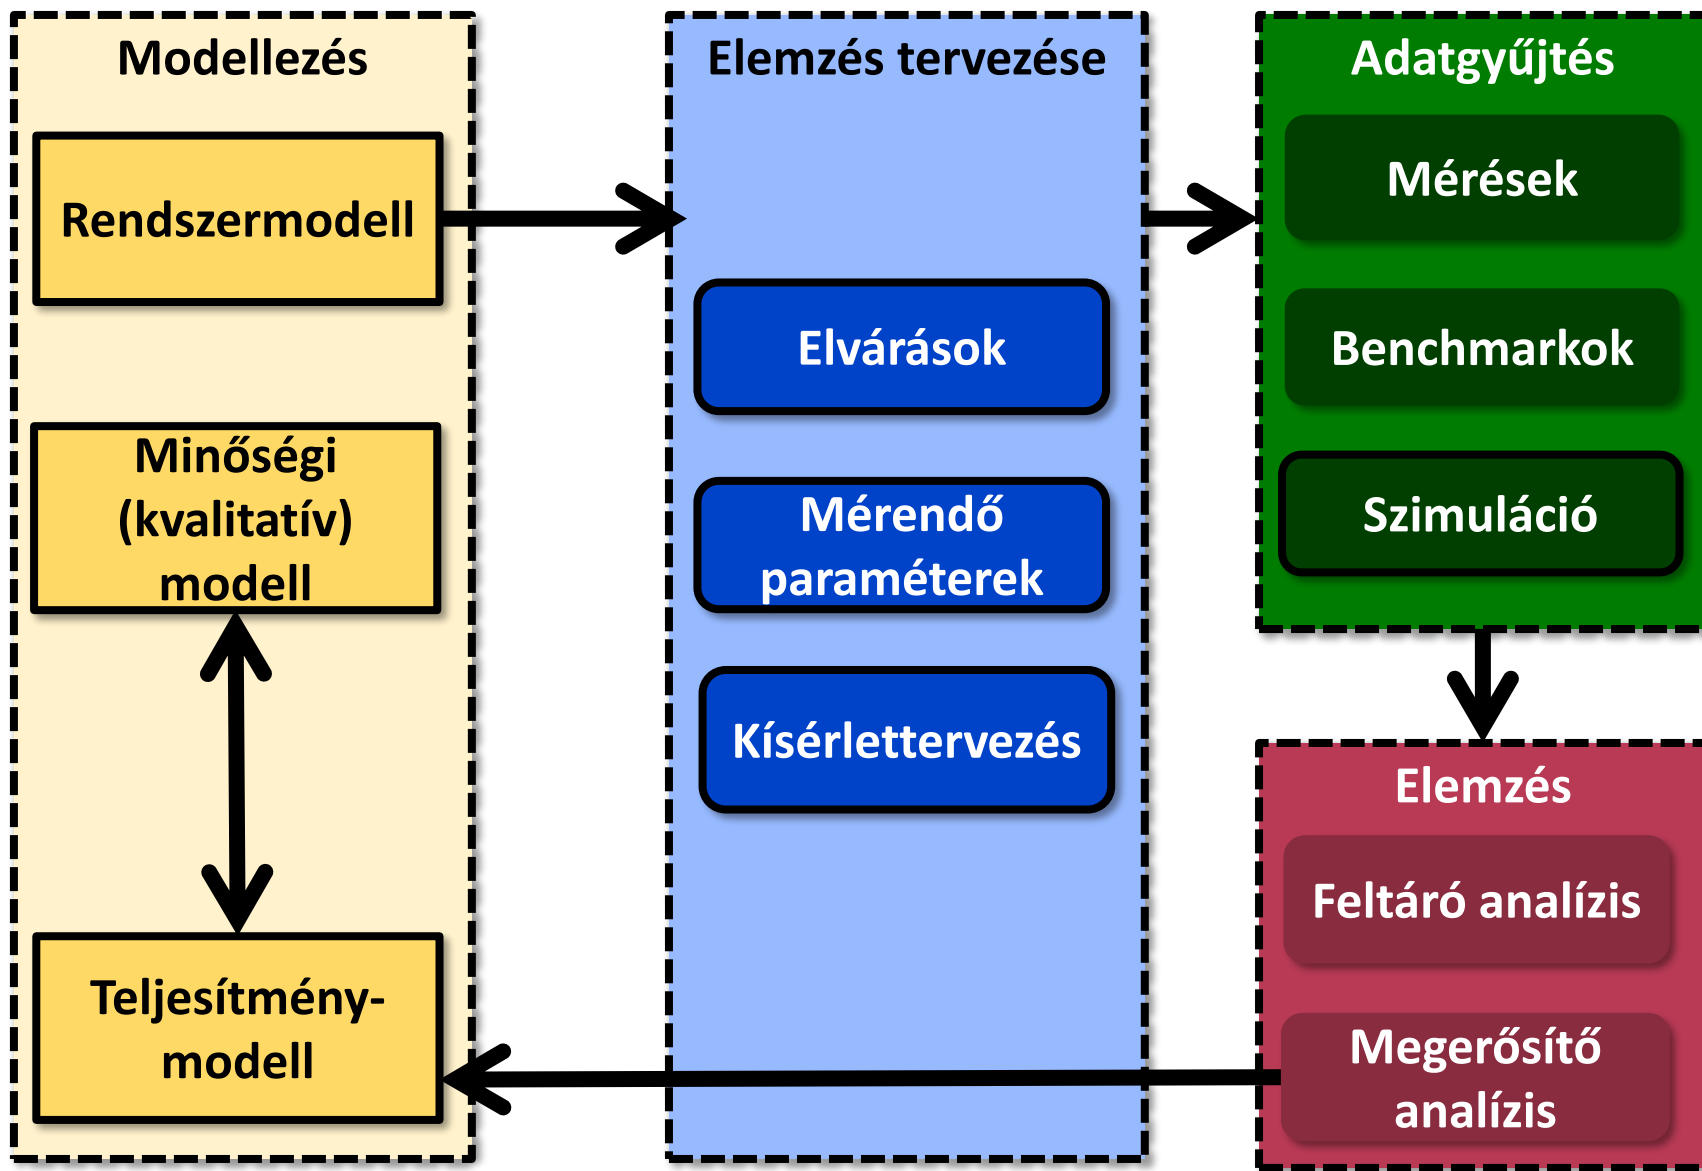 Modellezés
Rendszermodell
Minőségi
(kvalitatív)
modell
Teljesítmény-
modell
Elemzés tervezése
Elvárások
Mérendő
paraméterek
Kísérlettervezés
Adatgyűjtés
Mérések
Benchmarkok
Szimuláció
Elemzés
Feltáró analízis
Megerősítő
analízis